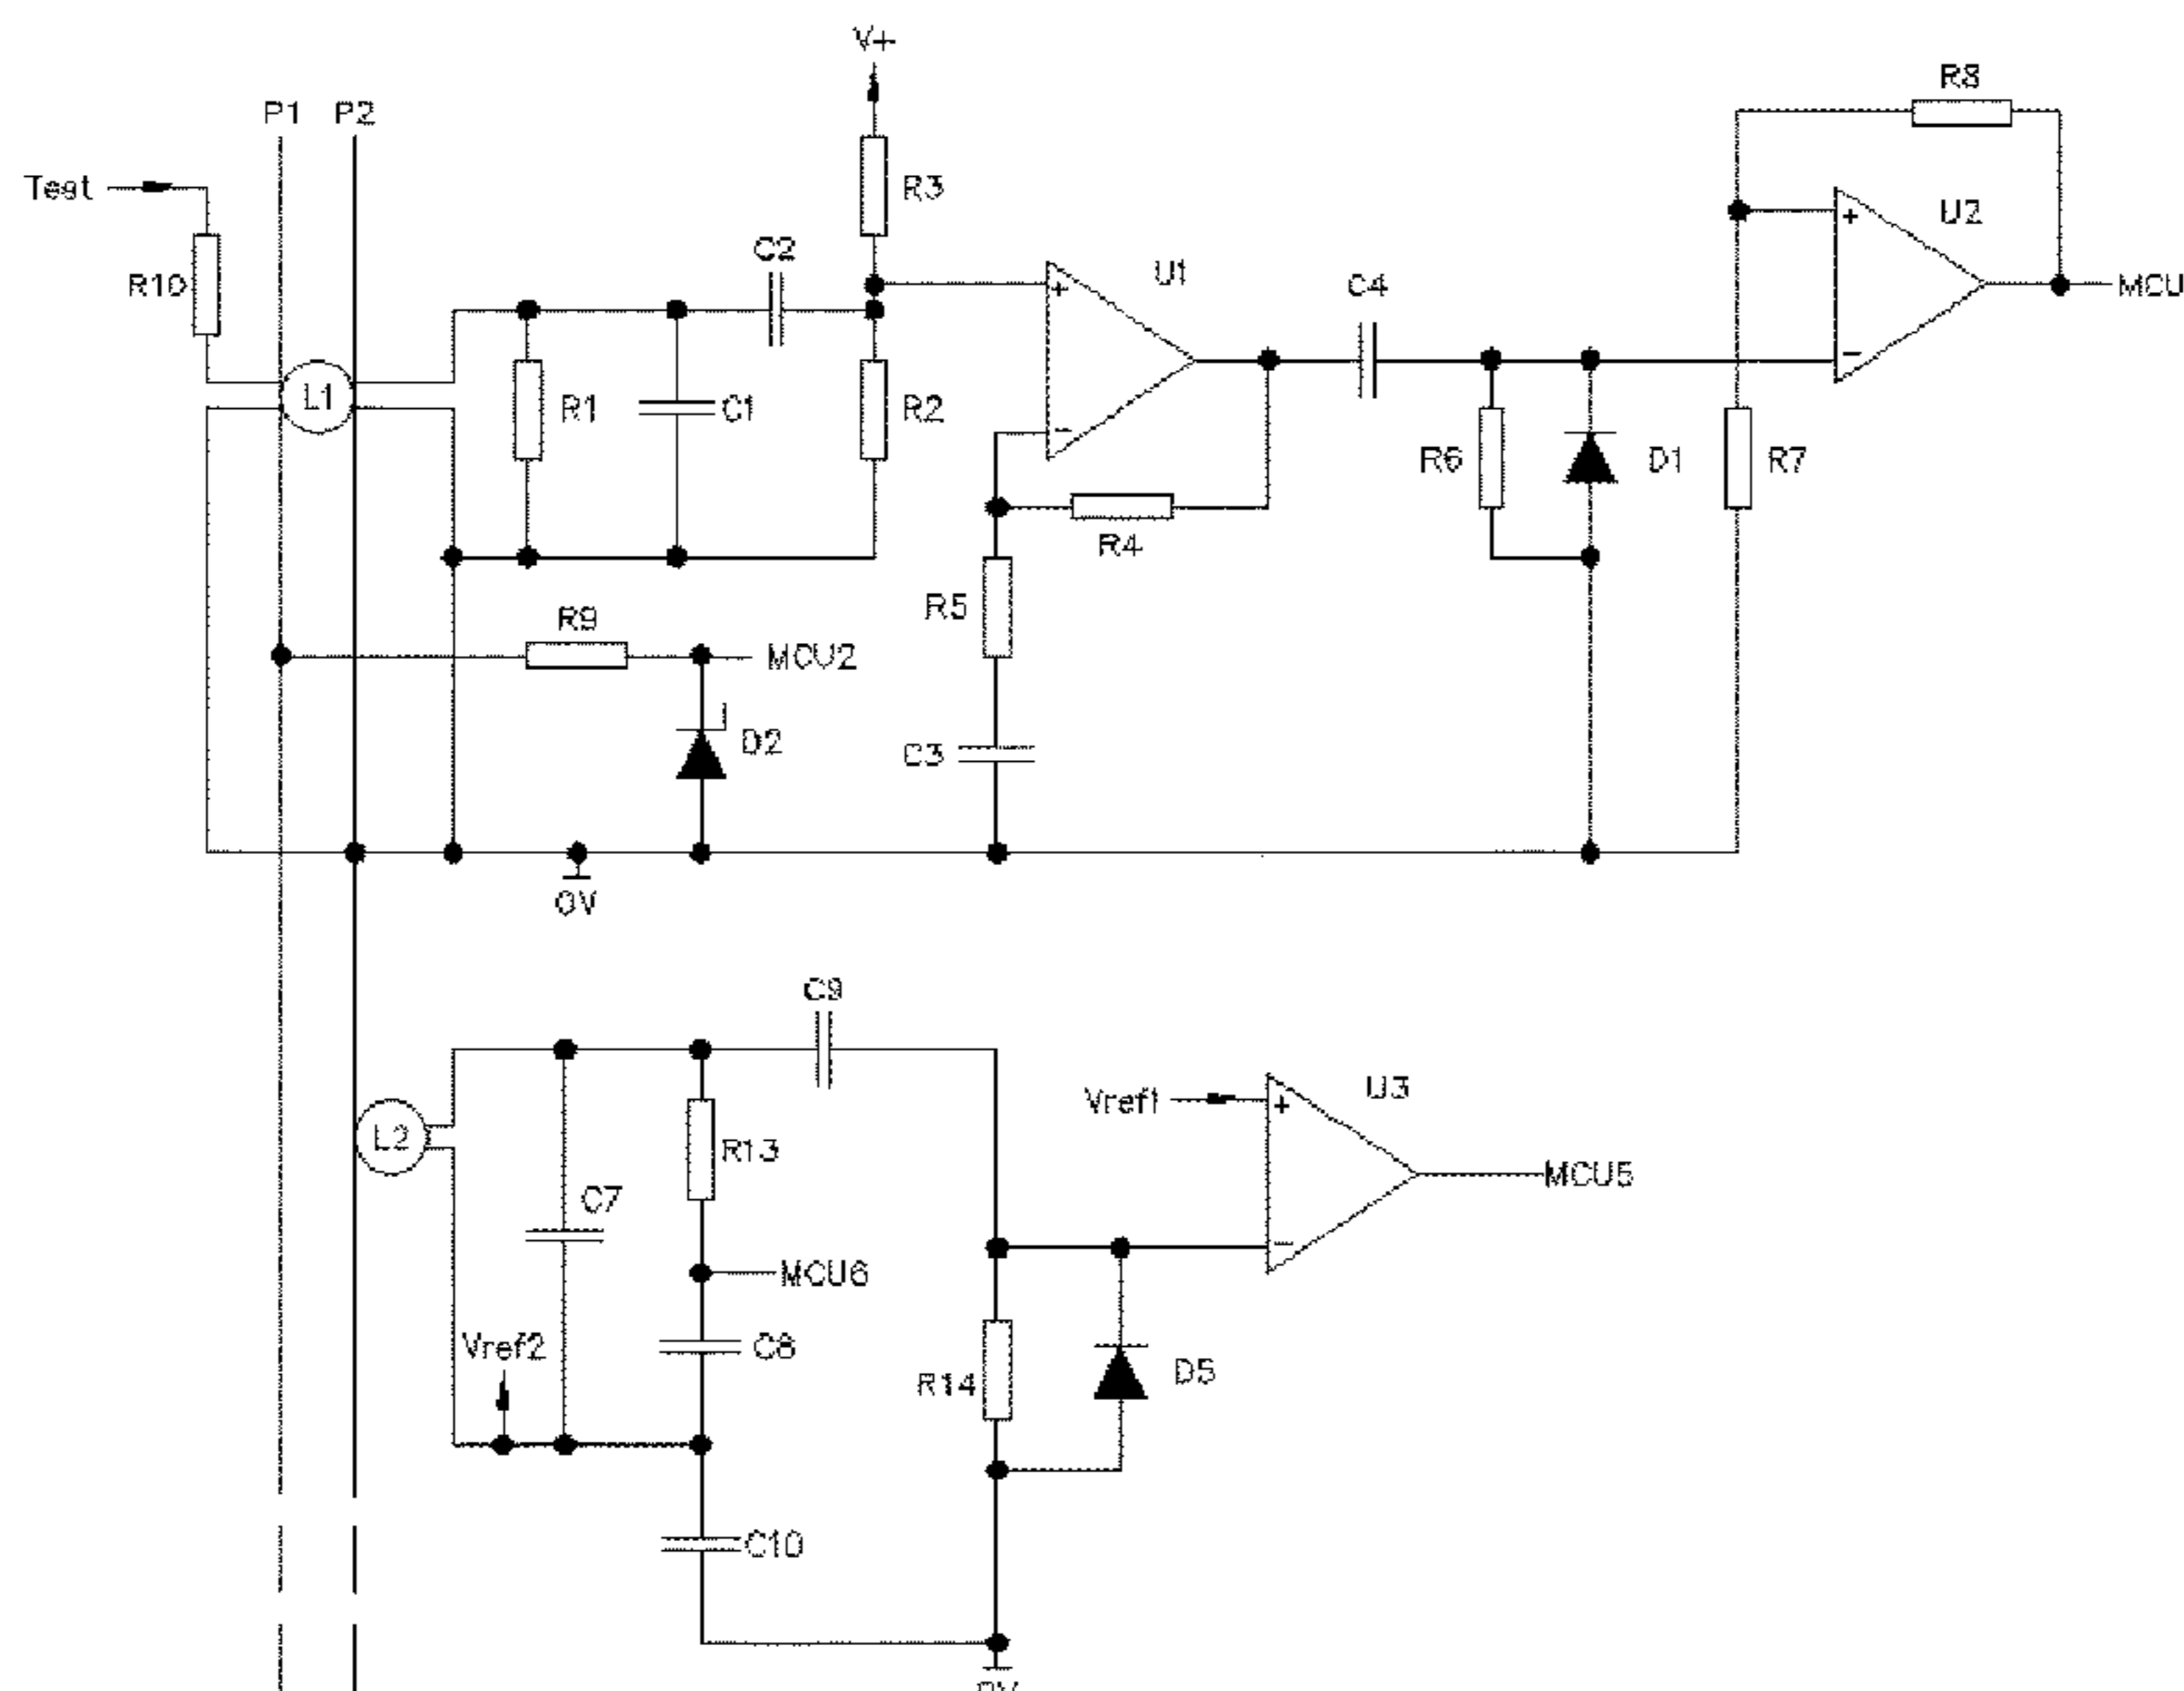 V+
P1 P2
R8
Test
R3
U2
R10
C2
U1
C4
MCU
L1
R1
C1
R2
R6
D1
R7
R4
R5
R9
MCU2
D2
C3
0V
C9
Vref1
U3
L2
R13
MCU5
C7
MCU6
Vref2
C8
R14
D5
C10
0V